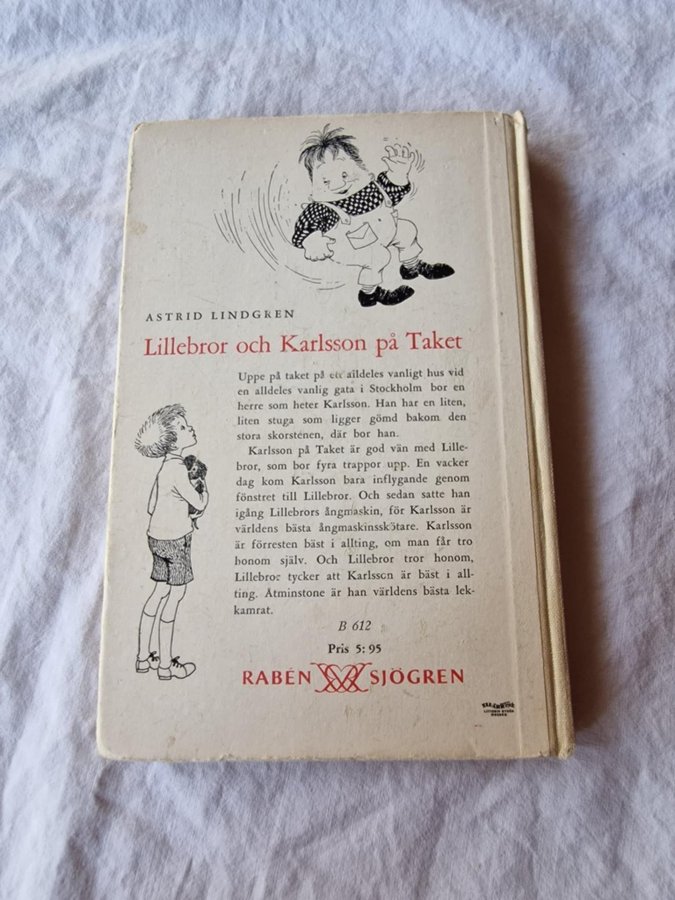 ASTRID LINDGREN
Lillebror och Karlsson på Taket
Uppe på taket på ett alldeles vanligt hus vid
en alldeles vanlig gata i Stockholm bor en
herre som heter Karlsson. Han har en liten,
liten stuga som ligger gömd bakom den
stora skorstenen, där bor han.
Karlsson på Taket är god vän med Lille-
bror, som bor fyra trappor upp. En vacker
dag kom Karlsson bara inflygande genom
fönstret till Lillebror. Och sedan satte han
igång Lillebrors ångmaskin, för Karlsson är
världens bästa ångmaskinsskötare. Karlsson
är förresten bäst i allting, om man får tro
honom själv. Och Lillebror tror honom,
Lillebror tycker att Karlsson är bäst i all-
ting. Åtminstone är han världens bästa lek-
kamrat.
B 612
Pris 5: 95
RABÉN SJÖGREN